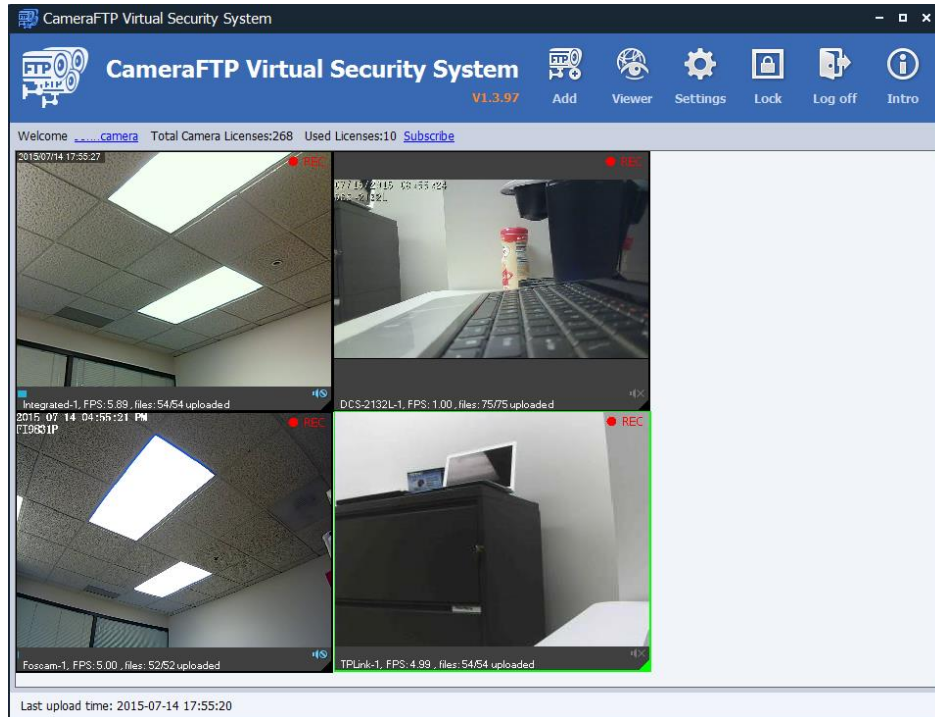 CameraFTP Virtual Security System
FTP
CameraFTP Virtual Security System
V1.3.97
Add
Viewer
Settings
Lock
Log off
Intro
Welcome camera Total Camera Licenses:268 Used Licenses:10 Subscribe
2015/07/14 17:55:27
REC
REC
Integrated-1, FPS: 5.89 , files: 54/54 uploaded
DCS-2132L-1, FPS: 1.00 , files: 75/75 uploaded
2015 07 14 04:55:21 PM
FI9831P
REC
REC
Foscam-1, FPS: 5.00 , files: 52/52 uploaded
TPLink-1, FPS: 4.99 , files: 54/54 uploaded
Last upload time: 2015-07-14 17:55:20